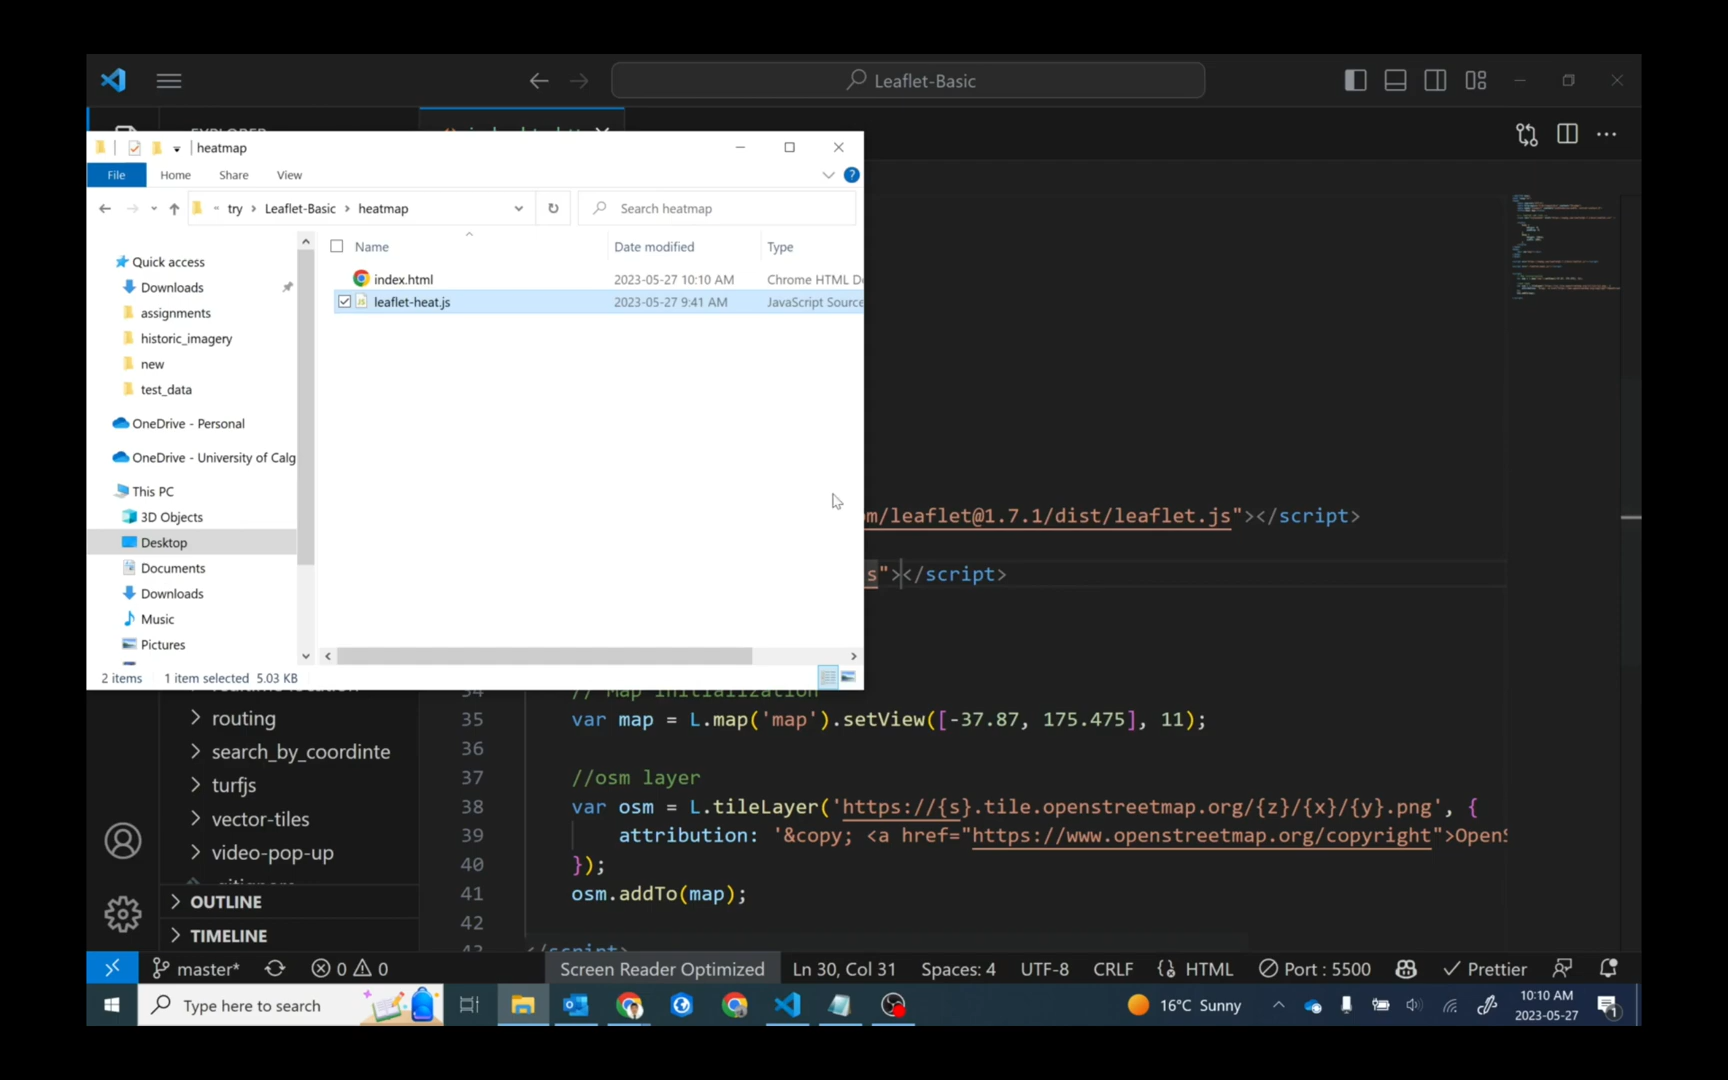 Leaflet-Basic
heatmap
File Home Share View
try > Leaflet-Basic > heatmap
Search heatmap
Name Date modified Type
index.html 2023-05-27 10:10 AM Chrome HTML Do
leaflet-heat.js 2023-05-27 9:41 AM JavaScript Source
Quick access
Downloads
assignments
historic_imagery
new
test_data
OneDrive - Personal
OneDrive - University of Calg
This PC
3D Objects
Desktop
Documents
Downloads
Music
Pictures
2 items 1 item selected 5.03 KB
m/leaflet@1.7.1/dist/leaflet.js"></script>
s"></script>
routing
search_by_coordinte
turfjs
vector-tiles
video-pop-up
.gitignore
OUTLINE
TIMELINE
34 // Map initialization
35 var map = L.map('map').setView([-37.87, 175.475], 11);
36
37 //osm layer
38 var osm = L.tileLayer('https://{s}.tile.openstreetmap.org/{z}/{x}/{y}.png', {
39 attribution: '&copy; <a href="https://www.openstreetmap.org/copyright">OpenS
40 });
41 osm.addTo(map);
42
43 </script>
master* 0 0 Screen Reader Optimized Ln 30, Col 31 Spaces: 4 UTF-8 CRLF HTML Port : 5500 Prettier
Type here to search
16°C Sunny
10:10 AM
2023-05-27
1